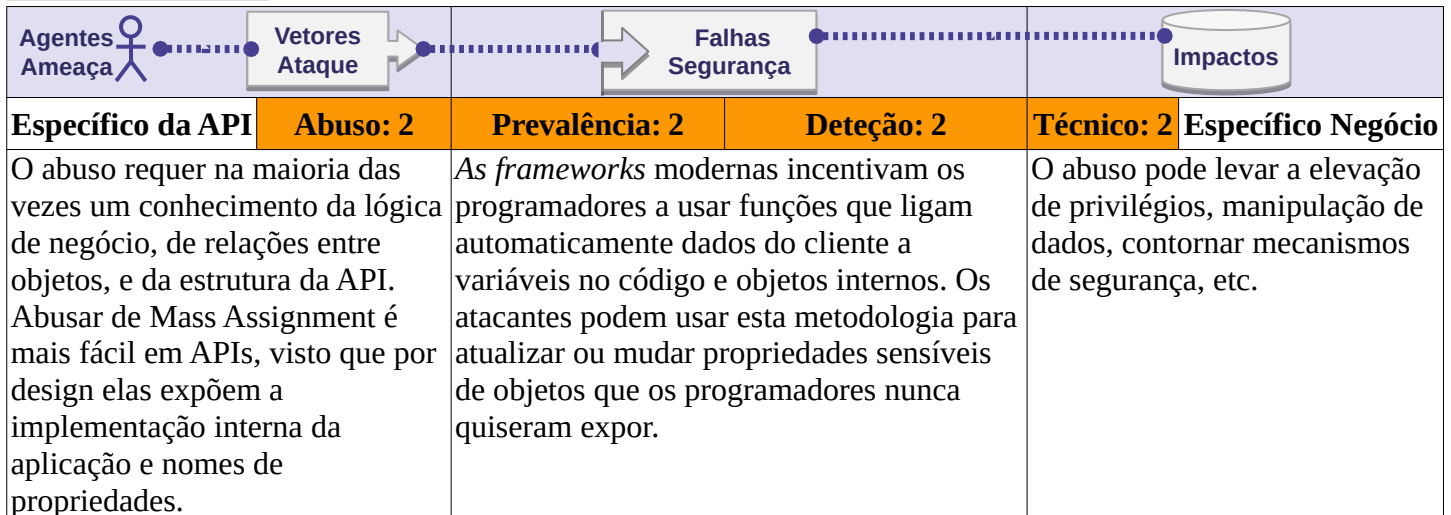 Agentes
Ameaça
Vetores
Ataque
Falhas
Segurança
Impactos
Específico da API
Abuso: 2
Prevalência: 2
Deteção: 2
Técnico: 2
Específico Negócio
O abuso requer na maioria das
vezes um conhecimento da lógica
de negócio, de relações entre
objetos, e da estrutura da API.
Abusar de Mass Assignment é
mais fácil em APIs, visto que por
design elas expõem a
implementação interna da
aplicação e nomes de
propriedades.
As frameworks modernas incentivam os
programadores a usar funções que ligam
automaticamente dados do cliente a
variáveis no código e objetos internos. Os
atacantes podem usar esta metodologia para
atualizar ou mudar propriedades sensíveis
de objetos que os programadores nunca
quiseram expor.
O abuso pode levar a elevação
de privilégios, manipulação de
dados, contornar mecanismos
de segurança, etc.